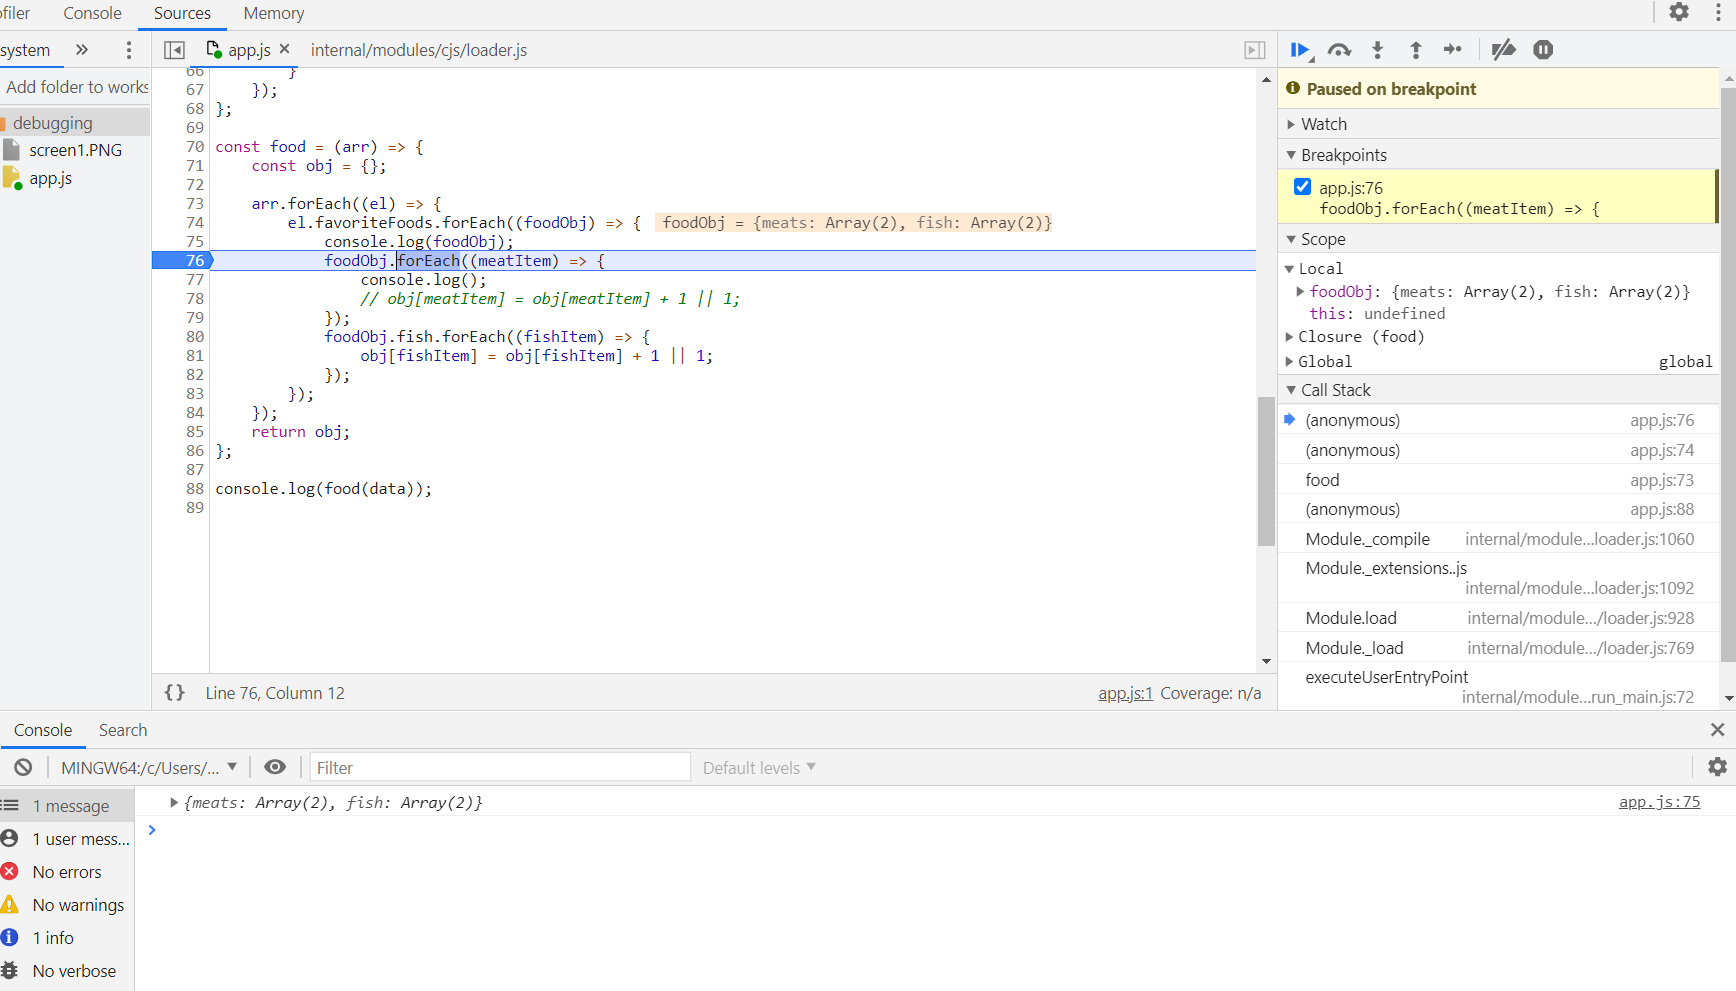 ofiler Console Sources Memory
system »
app.js × internal/modules/cjs/loader.js
Add folder to works
debugging
screen1.PNG
app.js
66 }
67 });
68 };
69
70 const food = (arr) => {
71 const obj = {};
72
73 arr.forEach((el) => {
74 el.favoriteFoods.forEach((foodObj) => { foodObj = {meats: Array(2), fish: Array(2)}
75 console.log(foodObj);
76 foodObj.forEach((meatItem) => {
77 console.log();
78 // obj[meatItem] = obj[meatItem] + 1 || 1;
79 });
80 foodObj.fish.forEach((fishItem) => {
81 obj[fishItem] = obj[fishItem] + 1 || 1;
82 });
83 });
84 });
85 return obj;
86 };
87
88 console.log(food(data));
89
{} Line 76, Column 12 app.js:1 Coverage: n/a
Paused on breakpoint
Watch
Breakpoints
app.js:76
foodObj.forEach((meatItem) => {
Scope
Local
foodObj: {meats: Array(2), fish: Array(2)}
this: undefined
Closure (food)
Global global
Call Stack
(anonymous) app.js:76
(anonymous) app.js:74
food app.js:73
(anonymous) app.js:88
Module._compile internal/module...loader.js:1060
Module._extensions..js
internal/module...loader.js:1092
Module.load internal/module.../loader.js:928
Module._load internal/module.../loader.js:769
executeUserEntryPoint
internal/module...run_main.js:72
Console Search
MINGW64:/c/Users/... Filter Default levels
1 message
1 user mess...
No errors
No warnings
1 info
No verbose
{meats: Array(2), fish: Array(2)} app.js:75